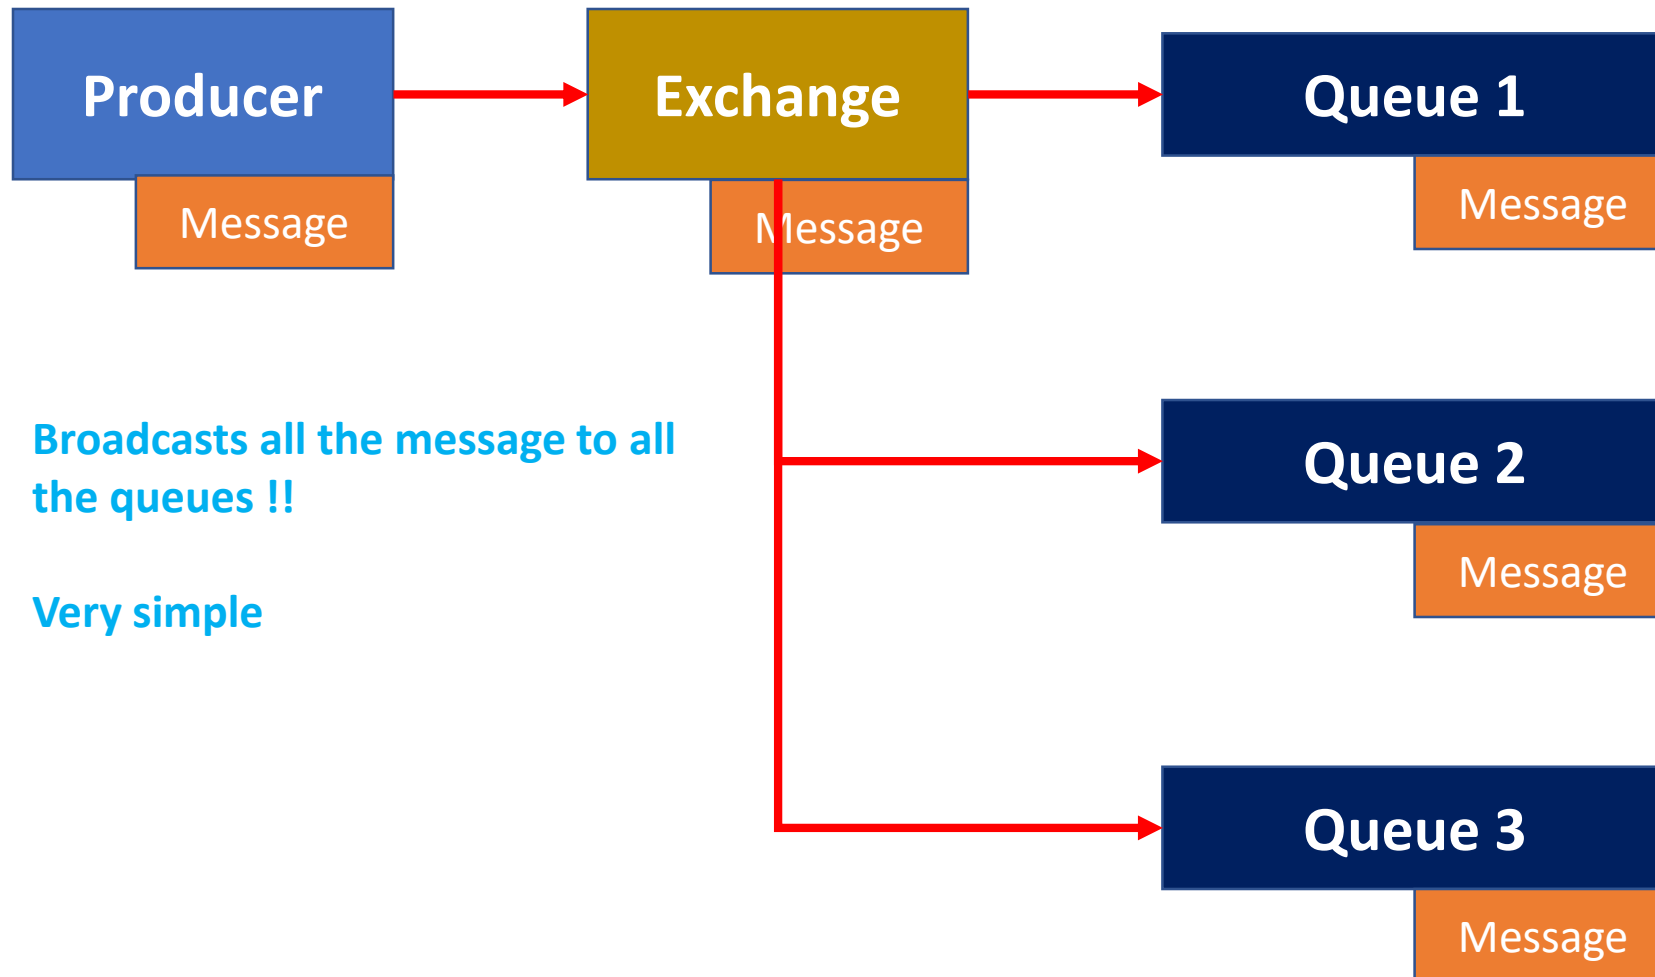 Producer
Exchange
Queue 1
Message
Message
Message
Broadcasts all the message to all
the queues !!
Queue 2
Message
Very simple
Queue 3
Message